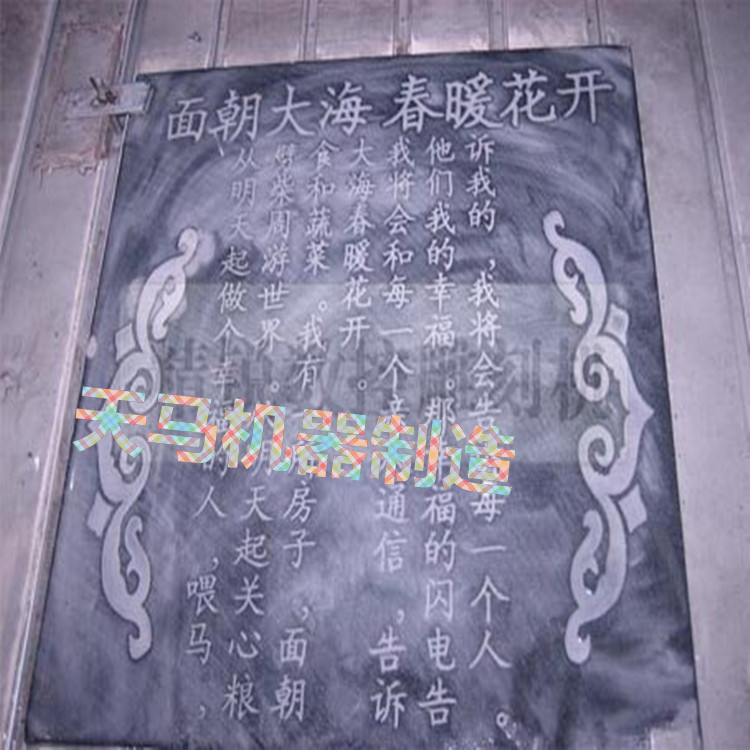 面朝大海 春暖花开
从明天起做个幸福的人,喂马,
劈柴周游世界。明天起关心粮
食和蔬菜。我有房子,面朝
大海春暖花开。
我将会和每一个亲通信,告诉
他们我的幸福。那福的闪电告
诉我的,我将会告每一个人。
天马机器制造